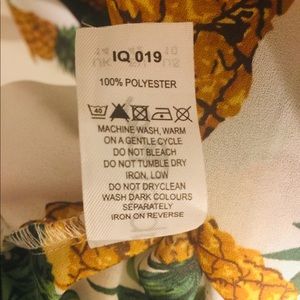 IQ 019
100% POLYESTER
40
MACHINE WASH, WARM
ON A GENTLE CYCLE
DO NOT BLEACH
DO NOT TUMBLE DRY
IRON, LOW
DO NOT DRYCLEAN
WASH DARK COLOURS
SEPARATELY
IRON ON REVERSE